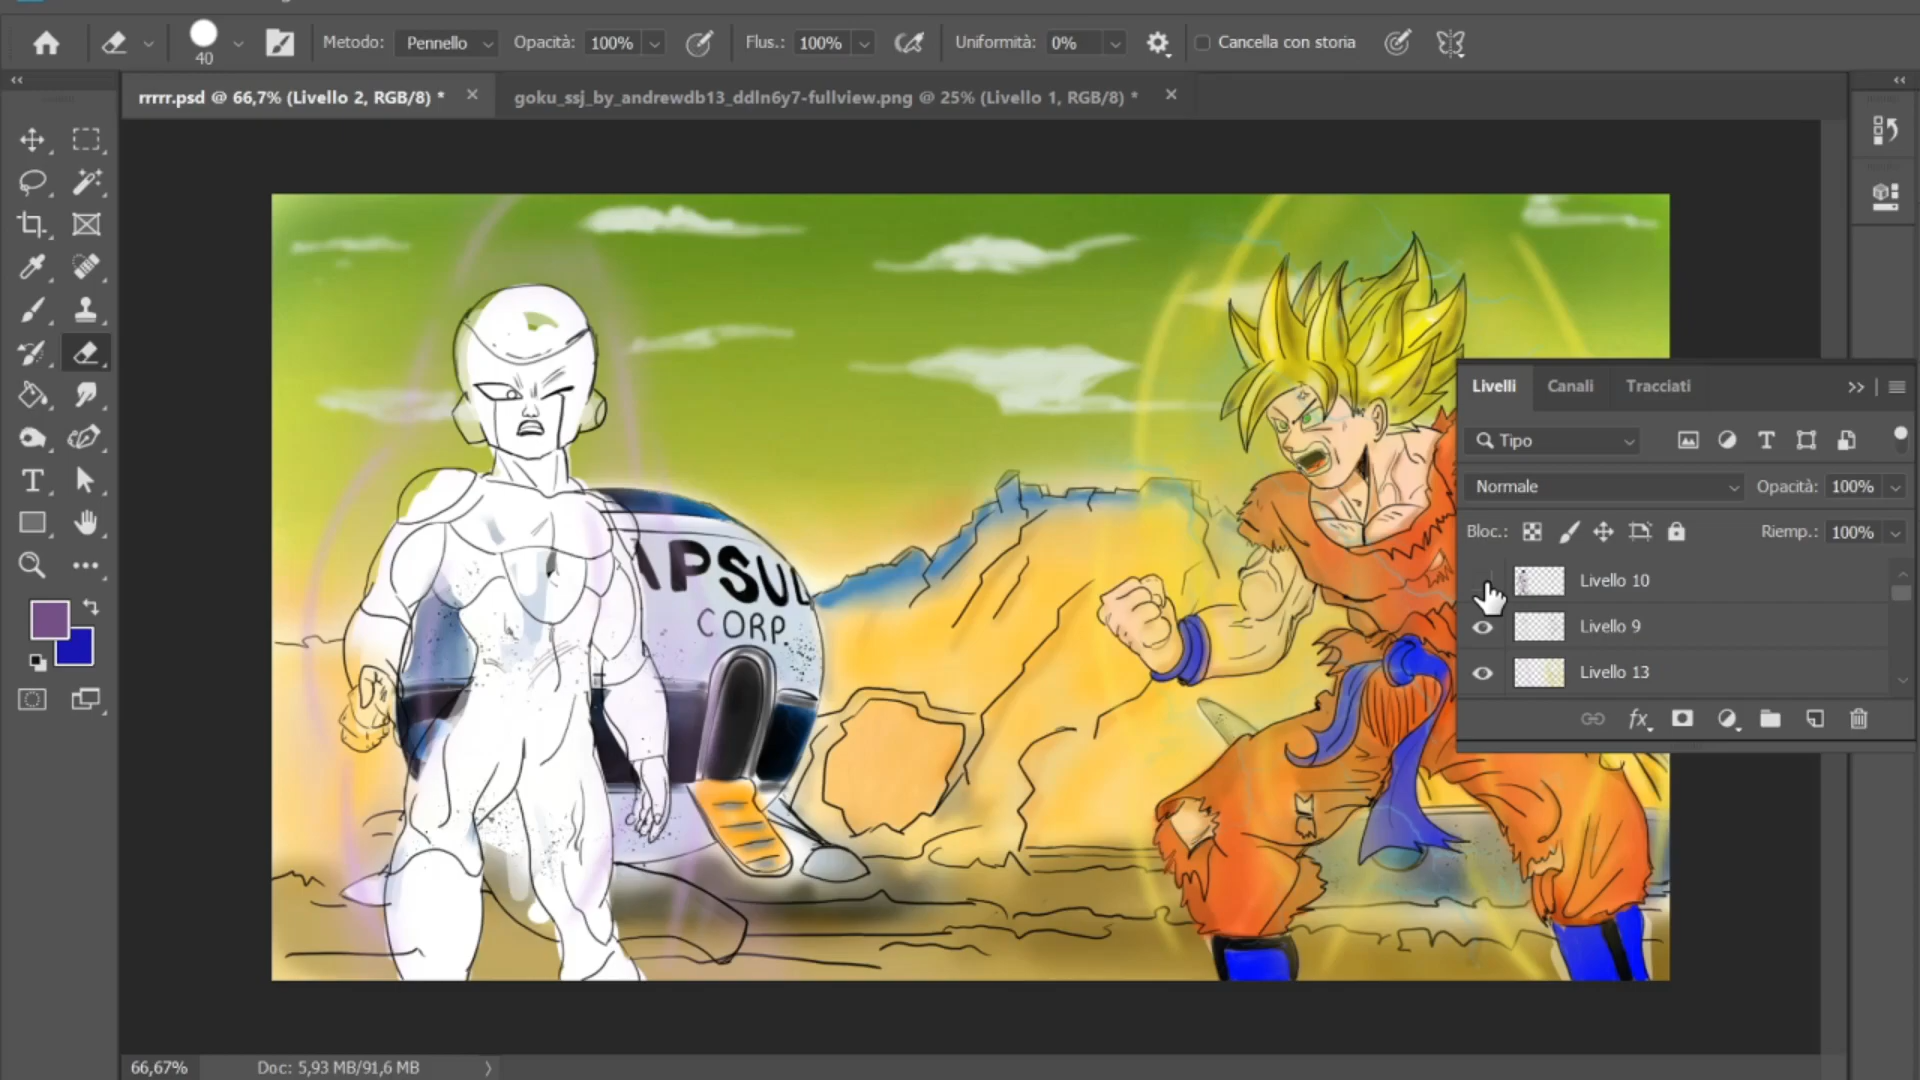 40
Metodo: Pennello Opacità: 100% Flus.: 100% Uniformità: 0% Cancella con storia
rrrrr.psd @ 66,7% (Livello 2, RGB/8) *
goku_ssj_by_andrewdb13_ddln6y7-fullview.png @ 25% (Livello 1, RGB/8) *
APSUL
CORP.
Livelli Canali Tracciati
Tipo
Normale Opacità: 100%
Bloc.: Riemp.: 100%
Livello 10
Livello 9
Livello 13
66,67% Doc: 5,93 MB/91,6 MB